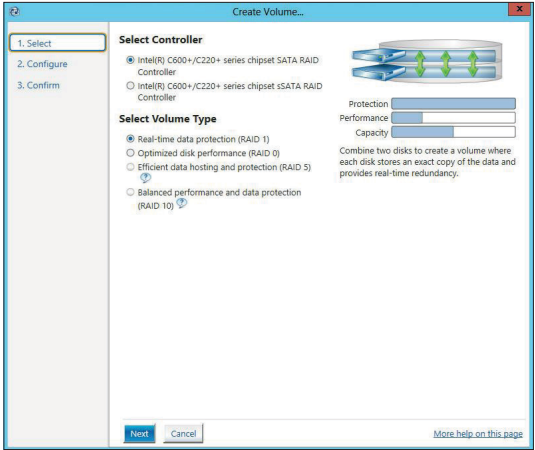 Create Volume...
x
1. Select
2. Configure
3. Confirm
Select Controller
Intel(R) C600+/C220+ series chipset SATA RAID
Controller
Intel(R) C600+/C220+ series chipset sSATA RAID
Controller
Select Volume Type
Real-time data protection (RAID 1)
Optimized disk performance (RAID 0)
Efficient data hosting and protection (RAID 5)
?
Balanced performance and data protection
(RAID 10) ?
Protection
Performance
Capacity
Combine two disks to create a volume where
each disk stores an exact copy of the data and
provides real-time redundancy.
Next
Cancel
More help on this page